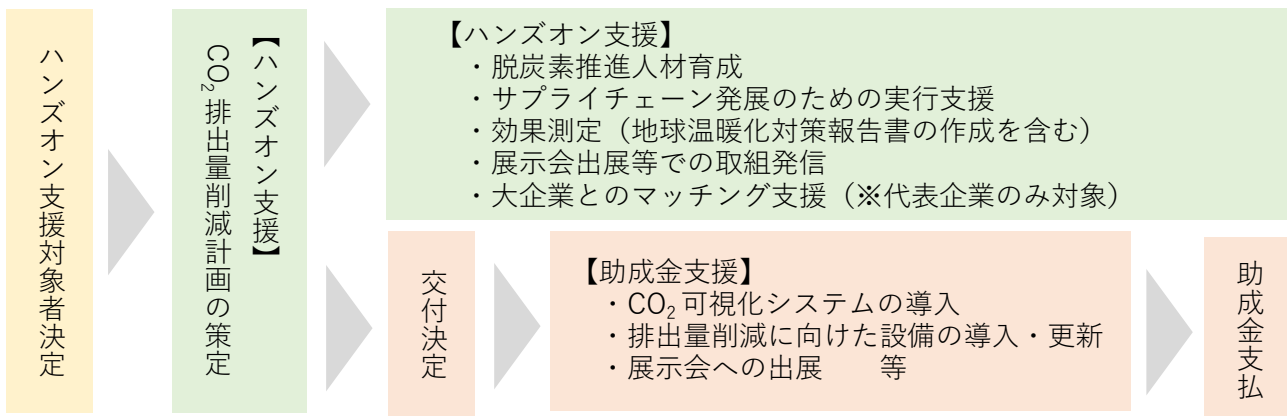 ハンズオン支援対象者決定
【ハンズオン支援】
CO₂排出量削減計画の策定
【ハンズオン支援】
・脱炭素推進人材育成
・サプライチェーン発展のための実行支援
・効果測定（地球温暖化対策報告書の作成を含む）
・展示会出展等での取組発信
・大企業とのマッチング支援（※代表企業のみ対象）
交付決定
【助成金支援】
・CO₂可視化システムの導入
・排出量削減に向けた設備の導入・更新
・展示会への出展　　等
助成金支払